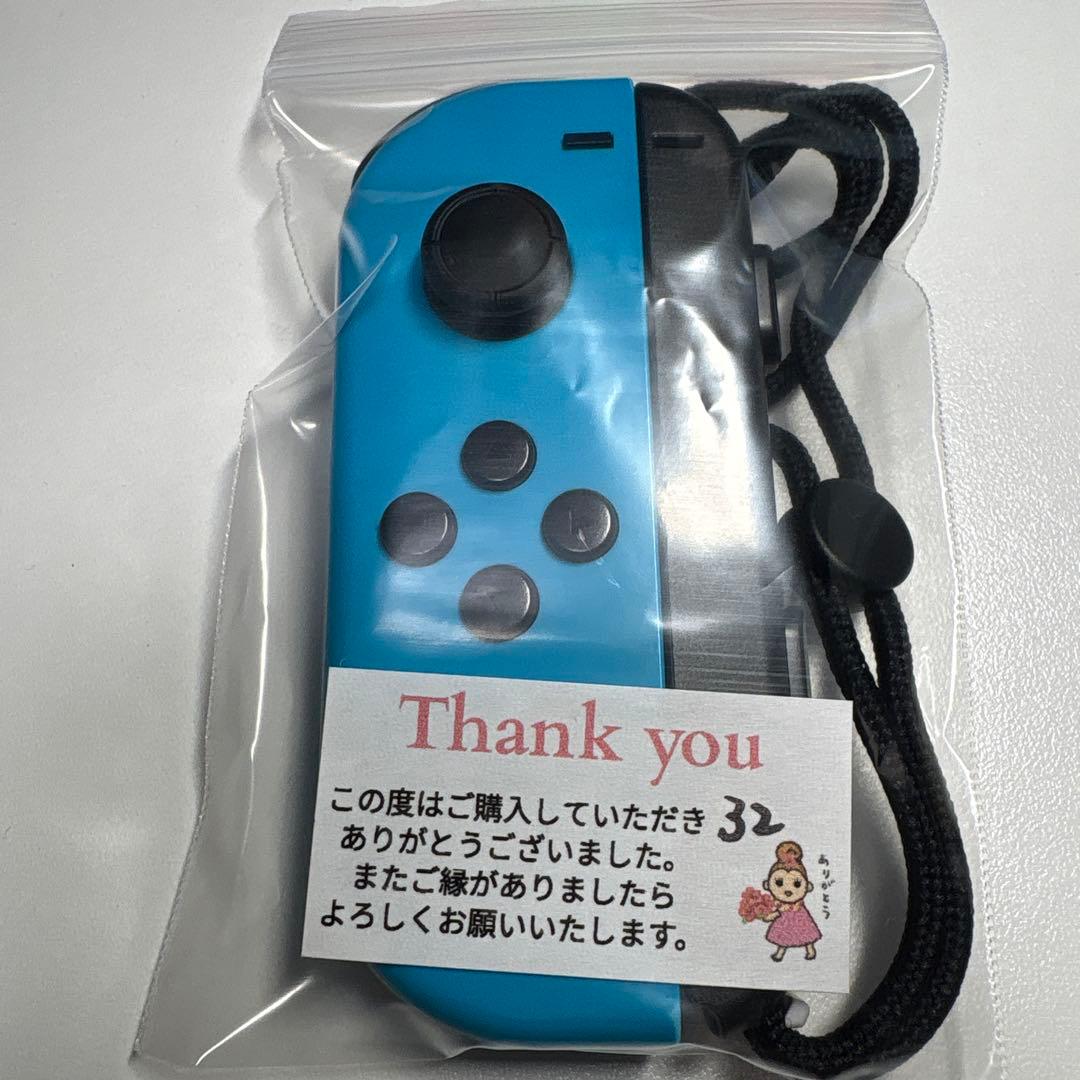 Thank you
この度はご購入していただき 32
ありがとうございました。
またご縁がありましたら
よろしくお願いいたします。
ありがとう